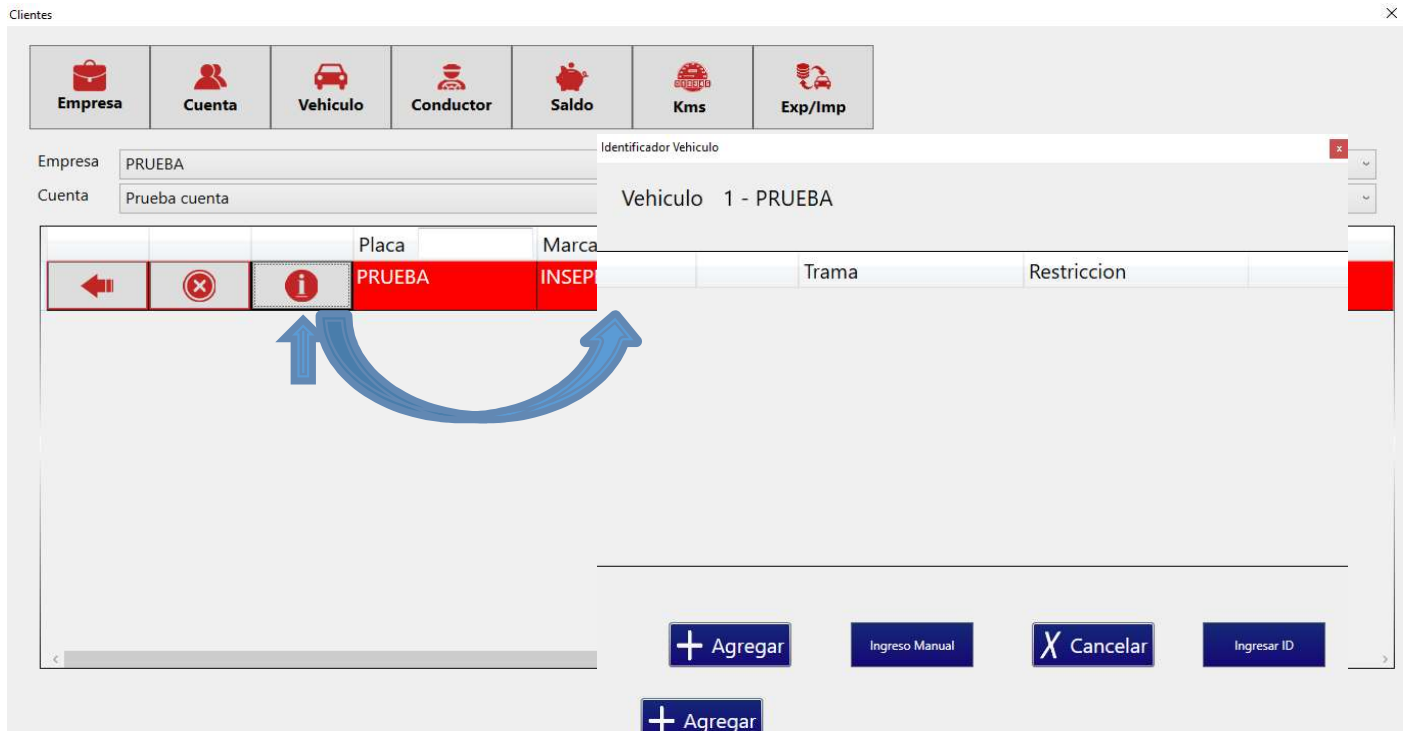 Clientes
Empresa
Cuenta
Vehiculo
Conductor
Saldo
Kms
Exp/Imp
Empresa PRUEBA
Cuenta Prueba cuenta
Placa Marca
PRUEBA INSEP
Identificador Vehiculo
x
Vehiculo 1 - PRUEBA
Trama Restriccion
Agregar Ingreso Manual X Cancelar Ingresar ID
Agregar